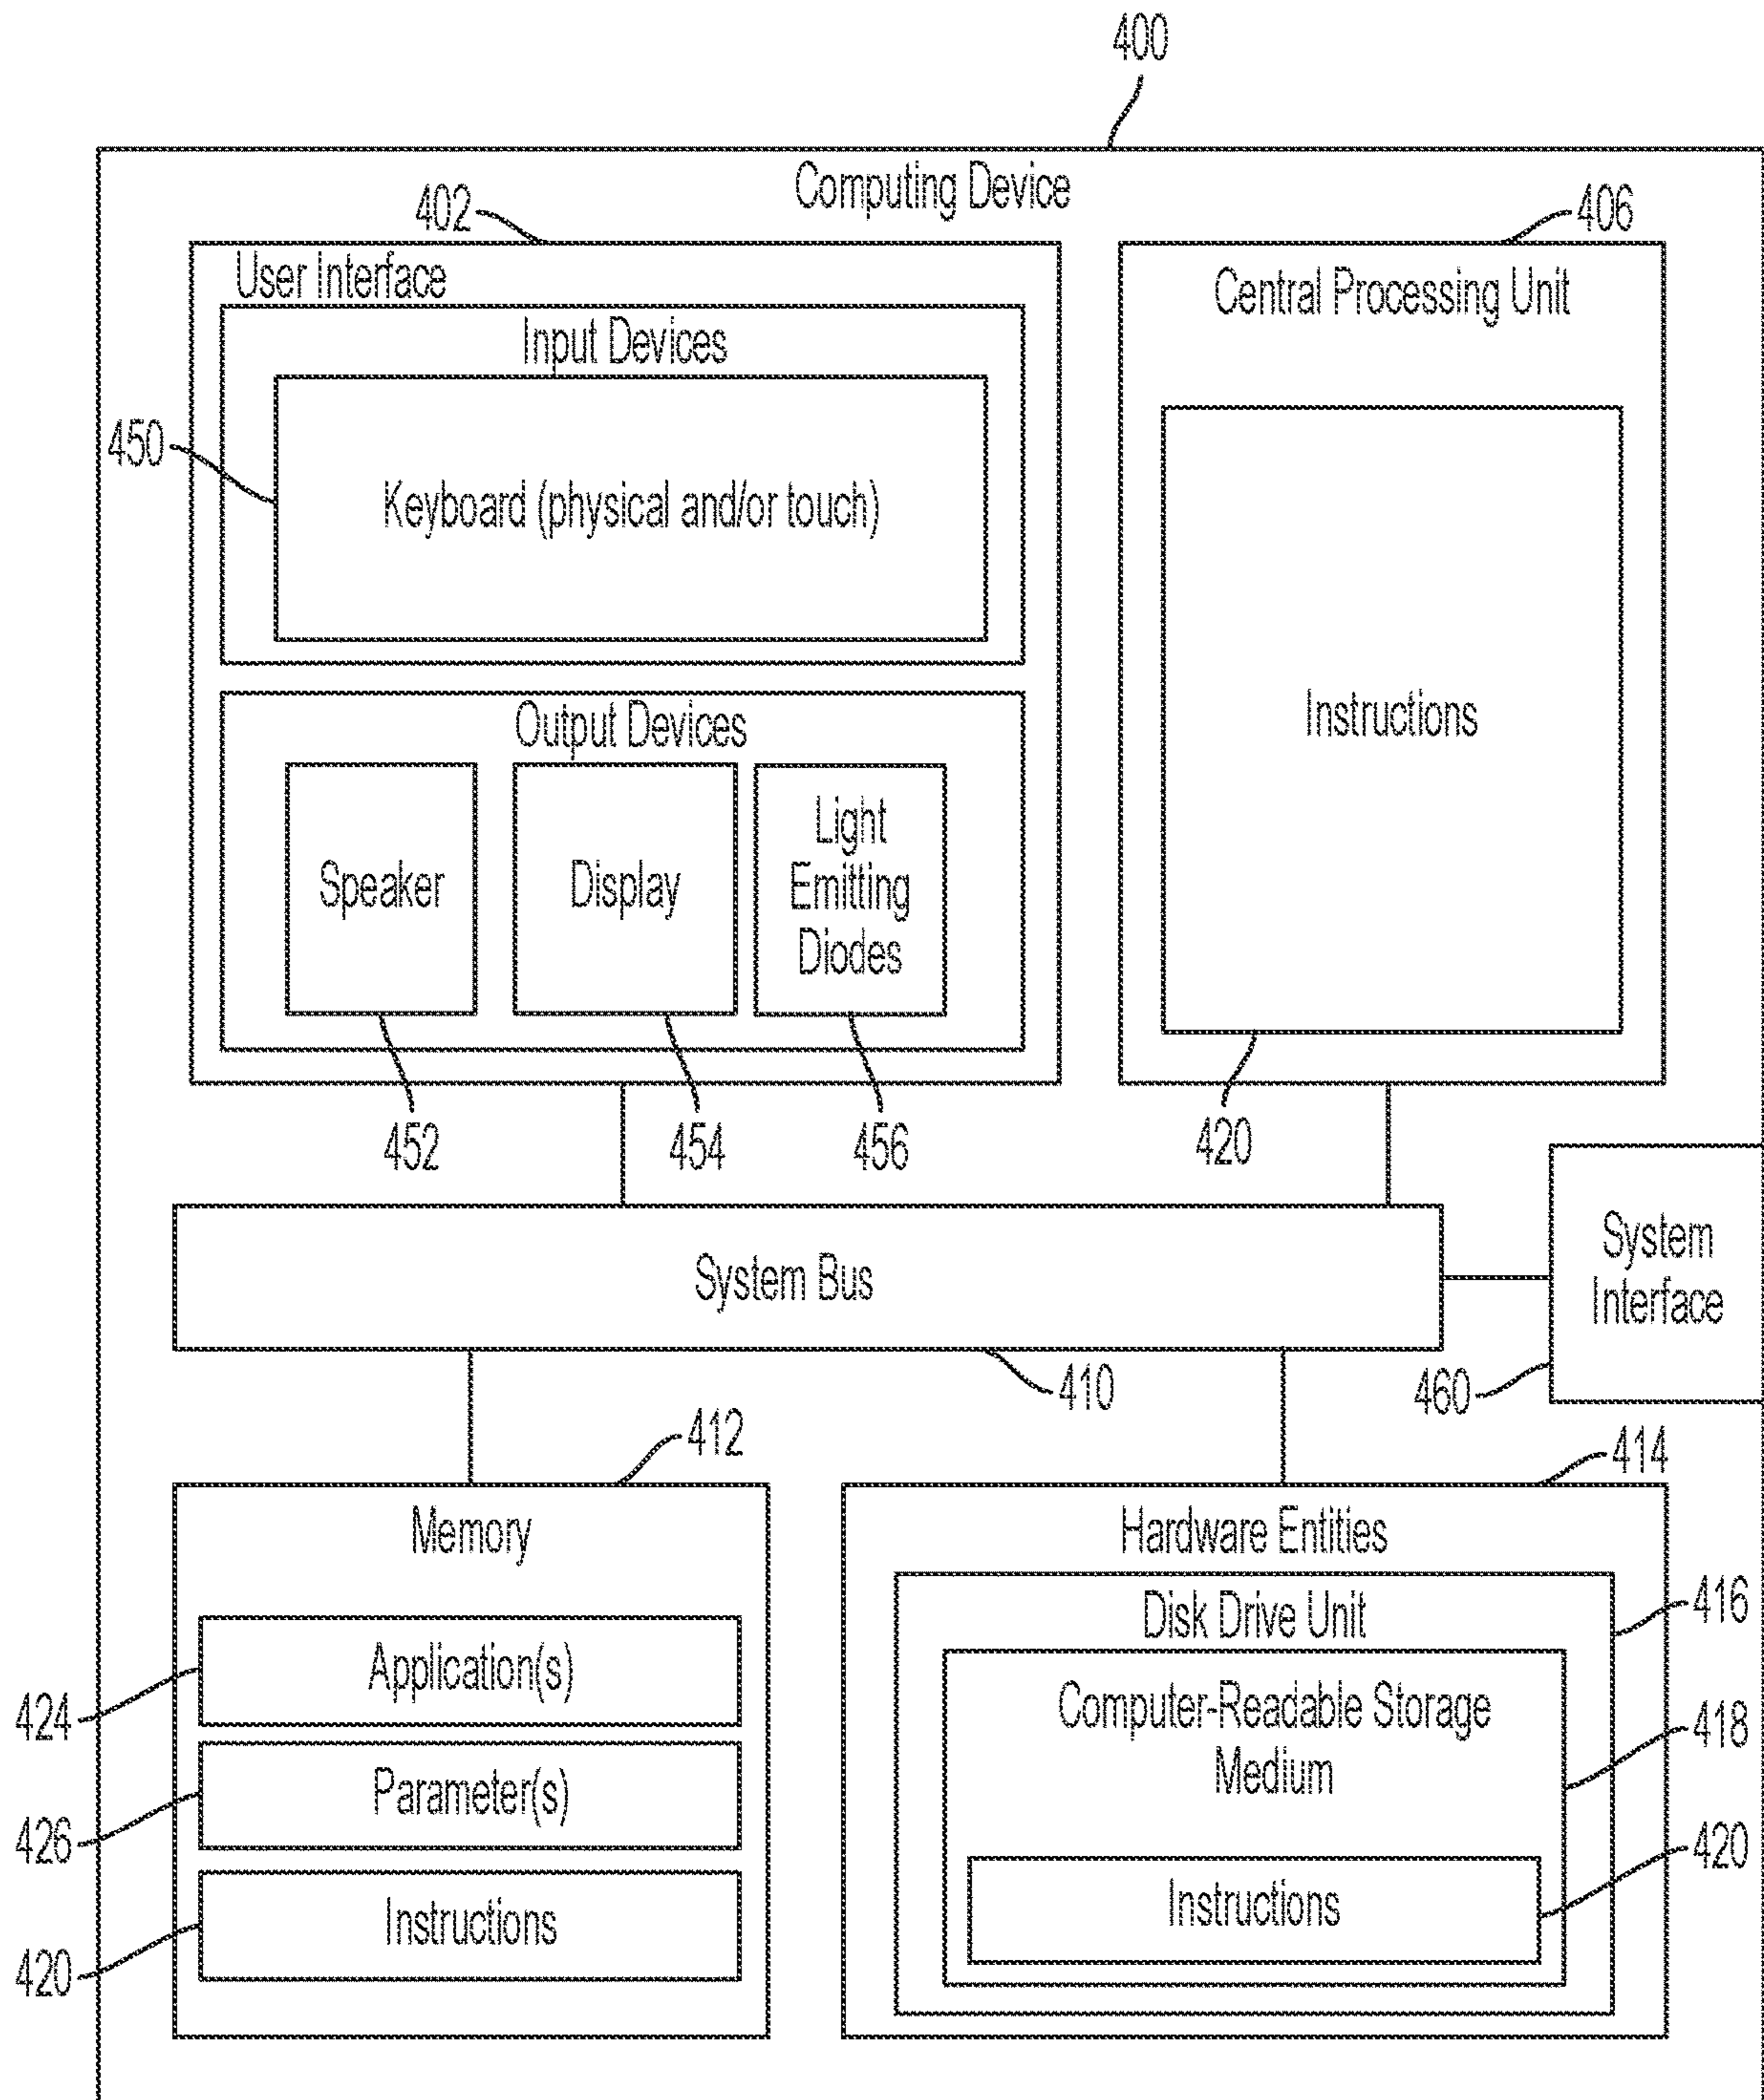 400
Computing Device
402
406
User Interface
Central Processing Unit
Input Devices
450
Keyboard (physical and/or touch)
Instructions
Output Devices
Speaker
Display
Light
Emitting
Diodes
452
454
456
420
System Bus
System
Interface
410
460
412
414
Memory
Hardware Entities
416
Disk Drive Unit
Application(s)
424
Computer-Readable Storage
Medium
418
Parameter(s)
426
420
Instructions
Instructions
420